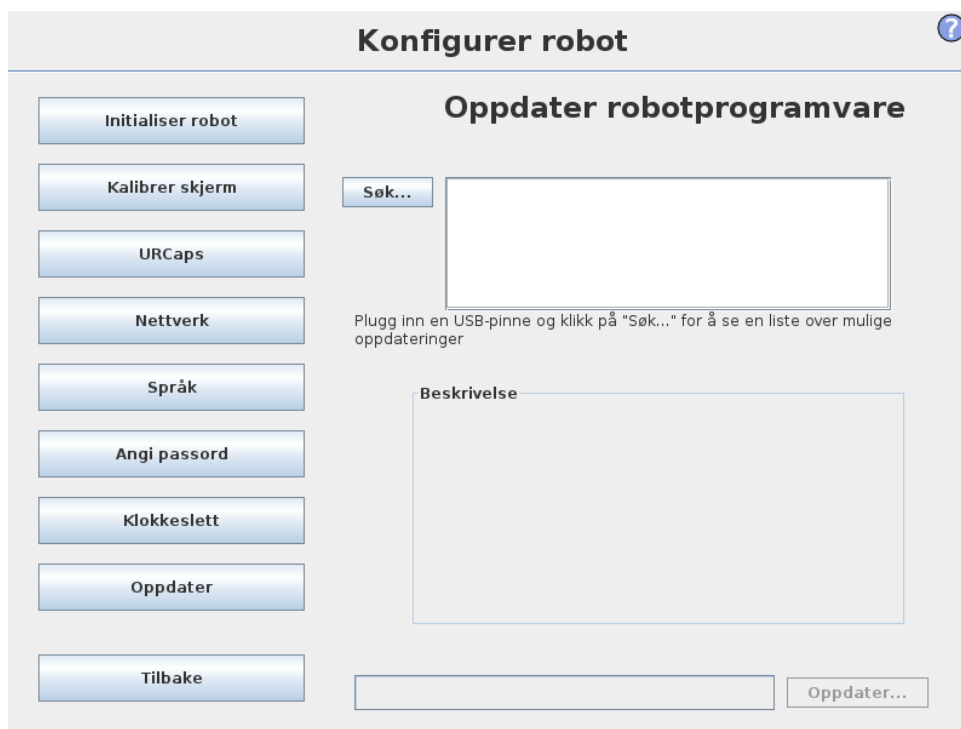 Konfigurer robot
?
Initialiser robot
Kalibrer skjerm
URCaps
Nettverk
Språk
Angi passord
Klokkeslett
Oppdater
Tilbake
Oppdater robotprogramvare
Søk...
Plugg inn en USB-pinne og klikk på "Søk..." for å se en liste over mulige
oppdateringer
Beskrivelse
Oppdater...